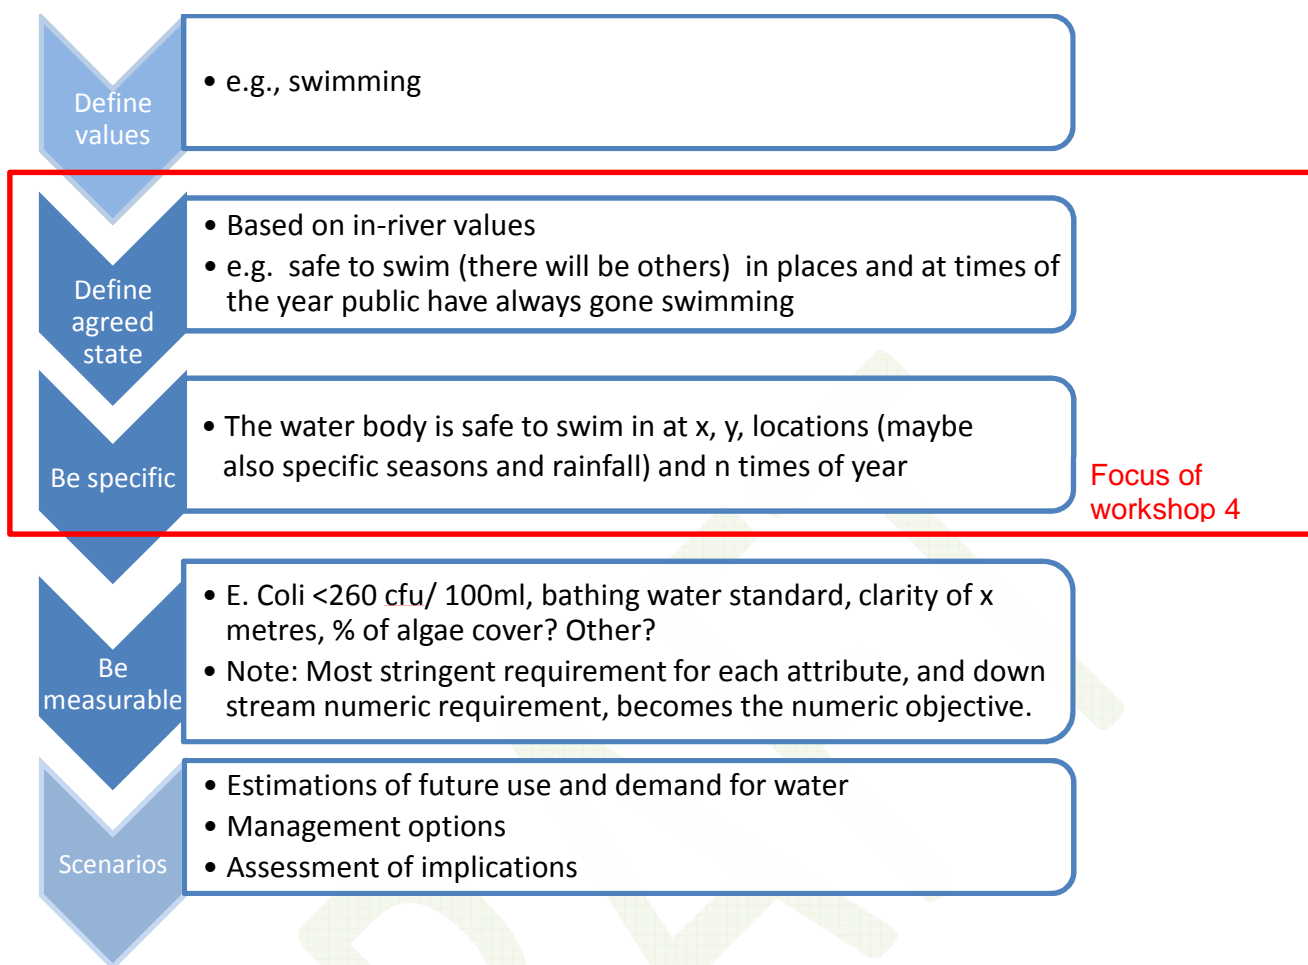 Define
values
• e.g., swimming
Define
agreed
state
• Based on in-river values
• e.g. safe to swim (there will be others) in places and at times of
the year public have always gone swimming
Be specific
• The water body is safe to swim in at x, y, locations (maybe
also specific seasons and rainfall) and n times of year
Focus of
workshop 4
Be
measurable
• E. Coli <260 cfu/ 100ml, bathing water standard, clarity of x
metres, % of algae cover? Other?
• Note: Most stringent requirement for each attribute, and down
stream numeric requirement, becomes the numeric objective.
Scenarios
• Estimations of future use and demand for water
• Management options
• Assessment of implications